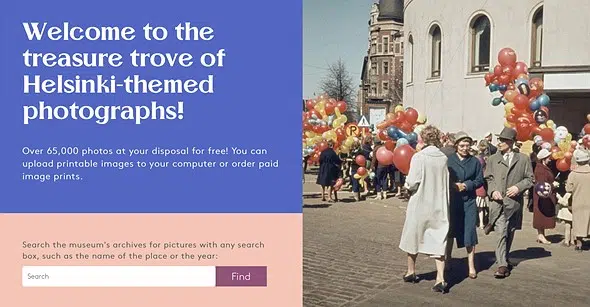 Welcome to the
treasure trove of
Helsinki-themed
photographs!
Over 65,000 photos at your disposal for free! You can
upload printable images to your computer or order paid
image prints.
Search the museum's archives for pictures with any search
box, such as the name of the place or the year:
Search
Find
P